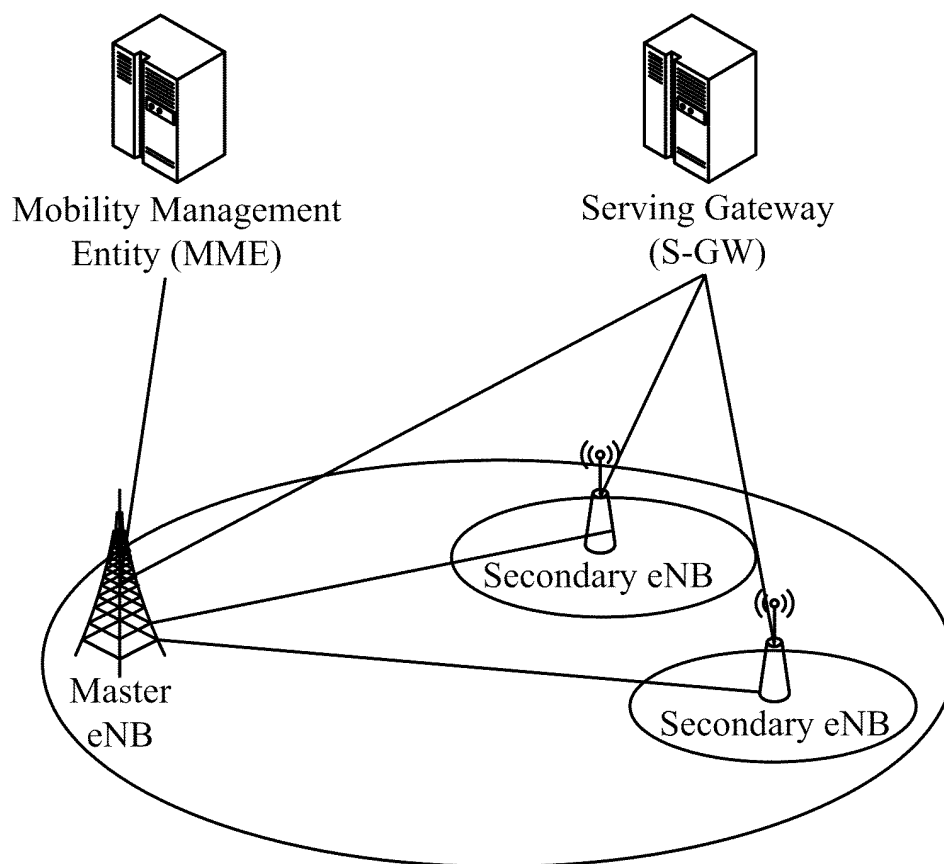 Mobility Management
Entity (MME)
Serving Gateway
(S-GW)
Secondary eNB
Master
eNB
Secondary eNB